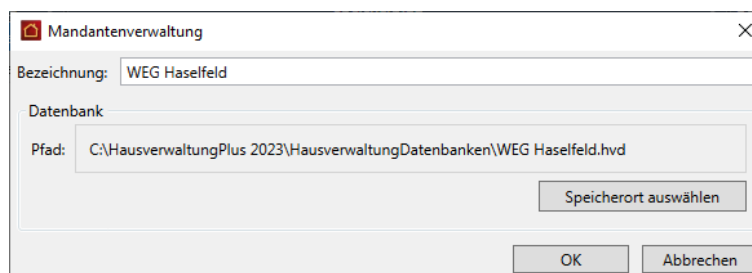 Mandantenverwaltung
Bezeichnung: WEG Haselfeld
Datenbank
Pfad: C:\HausverwaltungPlus 2023\HausverwaltungDatenbanken\WEG Haselfeld.hvd
Speicherort auswählen
OK Abbrechen